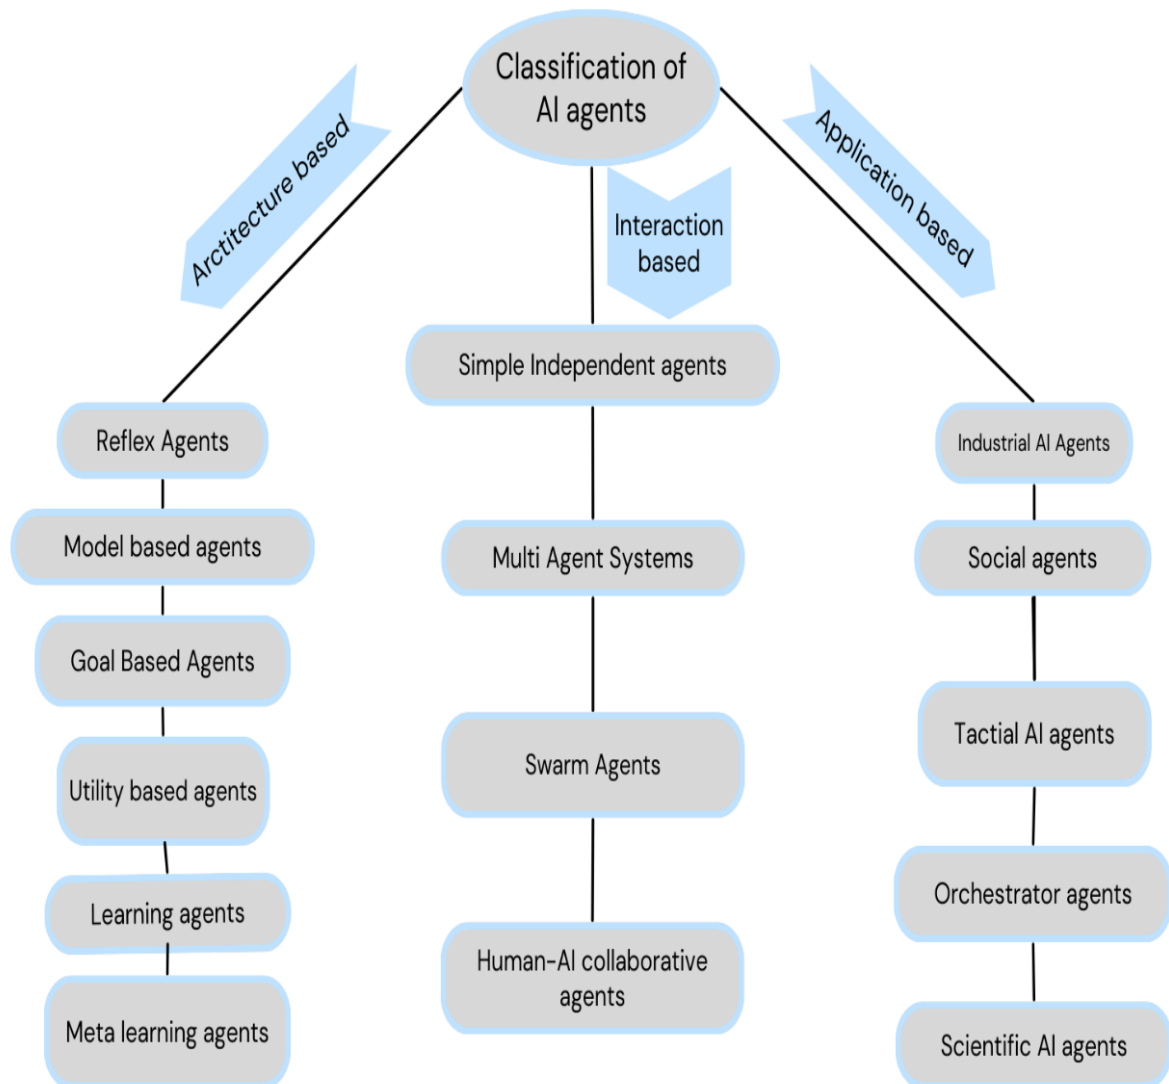 Classification of
AI agents
Arctitecture based
Interaction
based
Application based
Reflex Agents
Model based agents
Goal Based Agents
Utility based agents
Learning agents
Meta learning agents
Simple Independent agents
Multi Agent Systems
Swarm Agents
Human-AI collaborative
agents
Industrial AI Agents
Social agents
Tactial AI agents
Orchestrator agents
Scientific AI agents